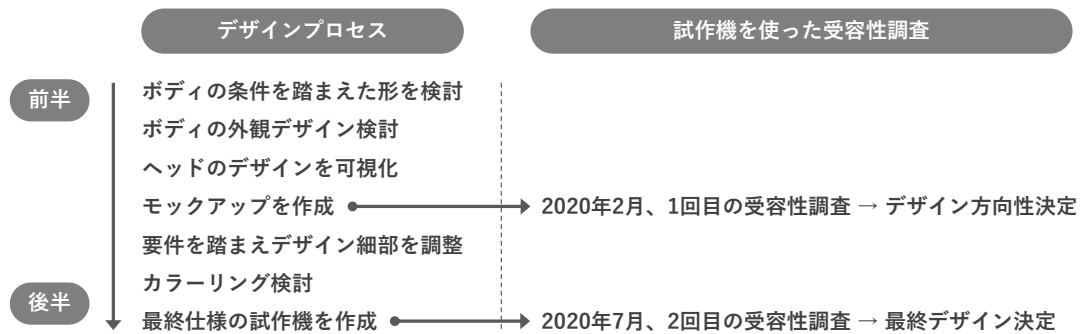 デザインプロセス
試作機を使った受容性調査
前半
ボディの条件を踏まえた形を検討
ボディの外観デザイン検討
ヘッドのデザインを可視化
モックアップを作成
2020年2月、1回目の受容性調査 → デザイン方向性決定
要件を踏まえデザイン細部を調整
カラーリング検討
後半
最終仕様の試作機を作成
2020年7月、2回目の受容性調査 → 最終デザイン決定